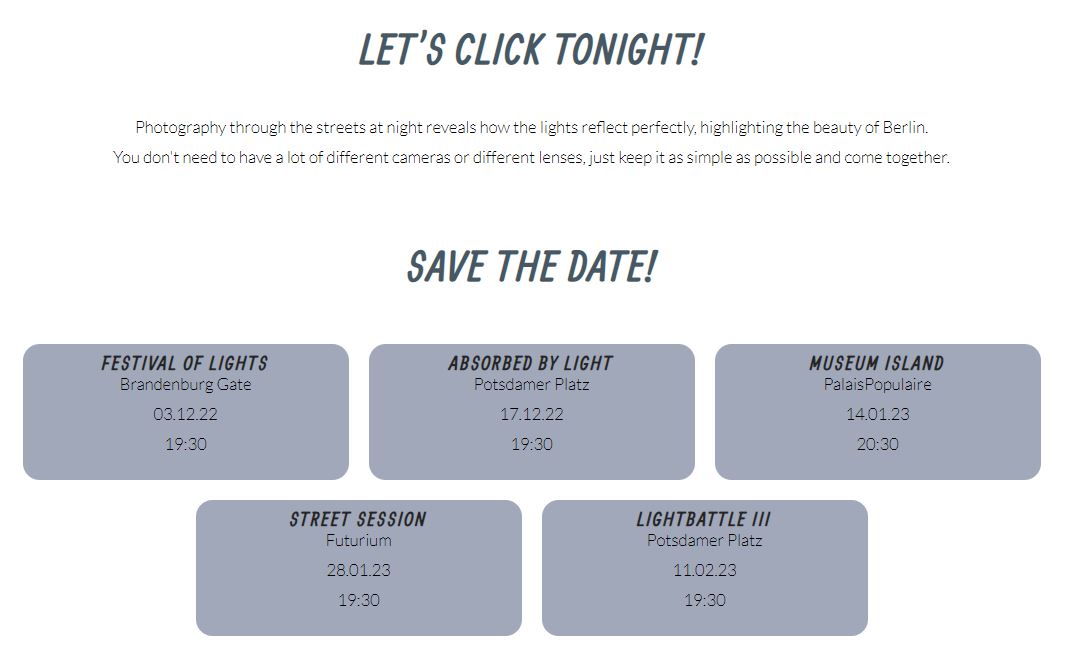 LET'S CLICK TONIGHT!
Photography through the streets at night reveals how the lights reflect perfectly, highlighting the beauty of Berlin.
You don't need to have a lot of different cameras or different lenses, just keep it as simple as possible and come together.
SAVE THE DATE!
FESTIVAL OF LIGHTS
Brandenburg Gate
03.12.22
19:30
ABSORBED BY LIGHT
Potsdamer Platz
17.12.22
19:30
MUSEUM ISLAND
PalaisPopulaire
14.01.23
20:30
STREET SESSION
Futurium
28.01.23
19:30
LIGHTBATTLE III
Potsdamer Platz
11.02.23
19:30